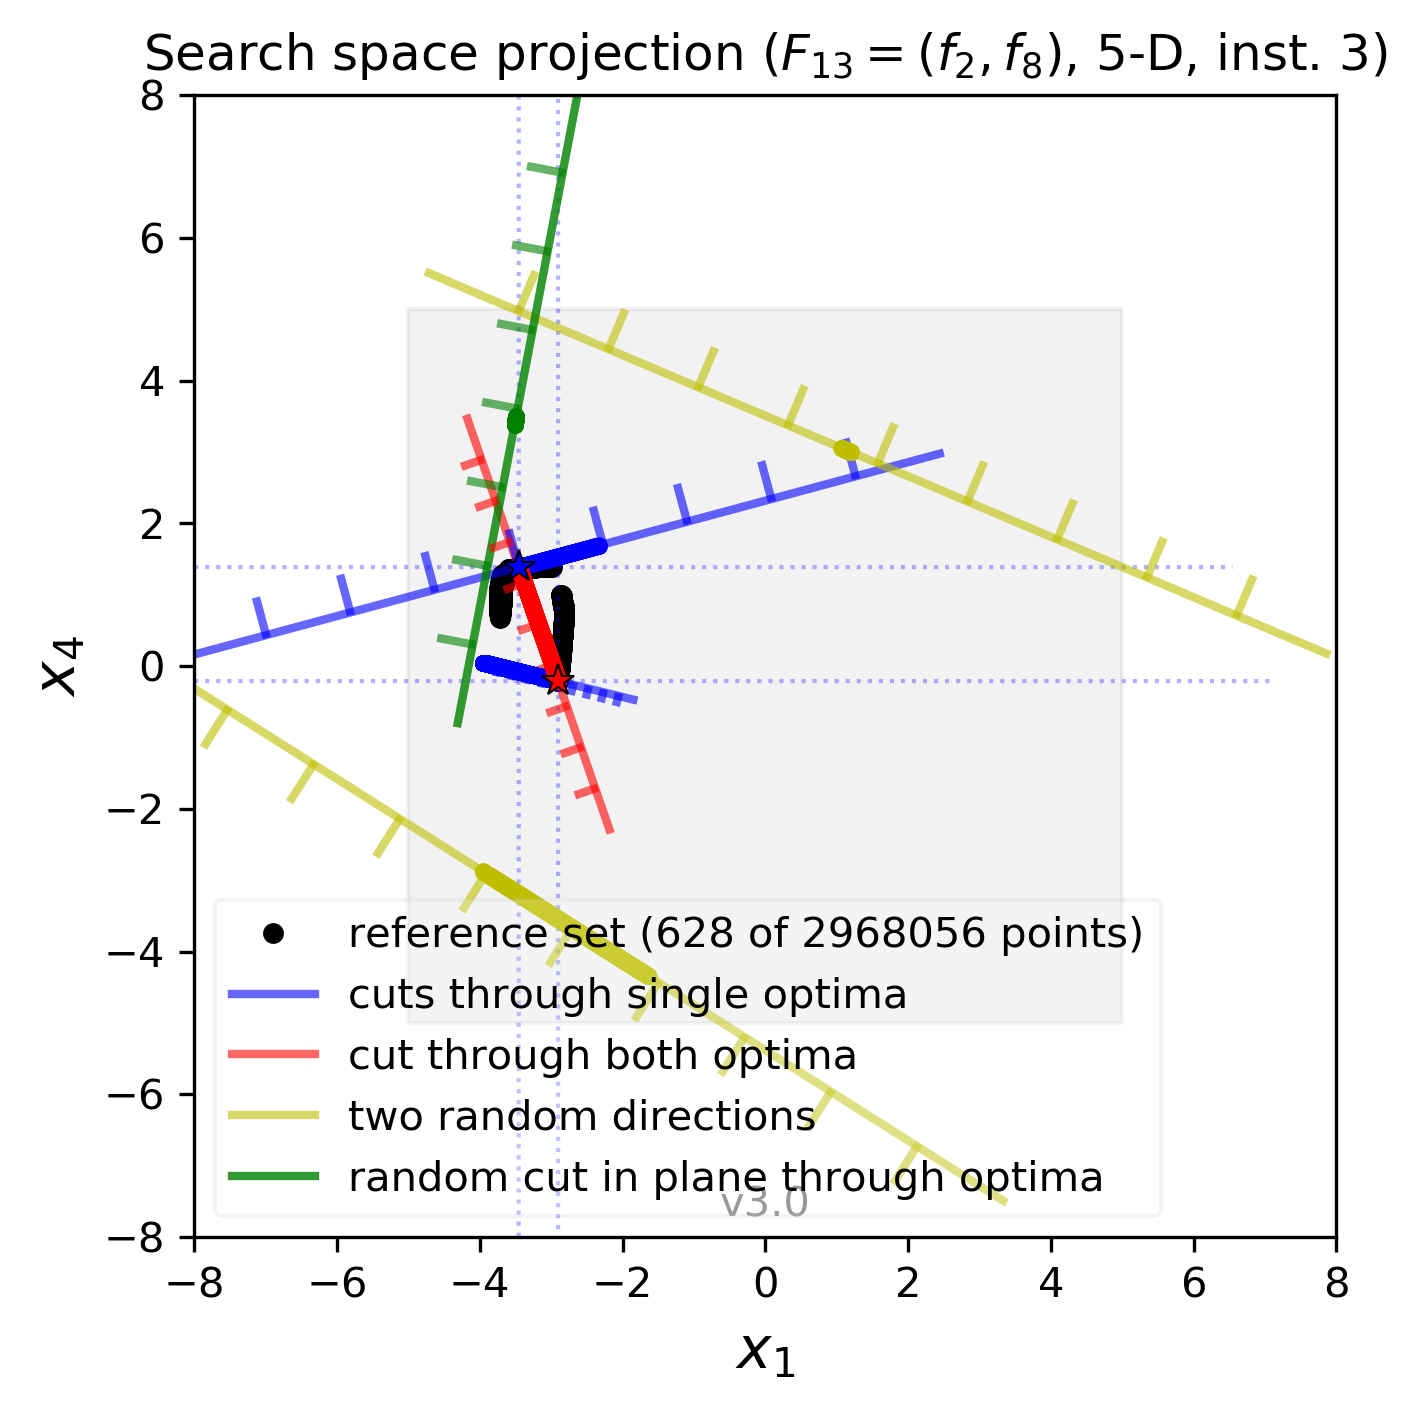 Search space projection (F₁₃ = (f₂, f₈), 5-D, inst. 3)
8
6
4
2
0
−2
−4
−6
−8
x₄
reference set (628 of 2968056 points)
cuts through single optima
cut through both optima
two random directions
random cut in plane through optima
v3.0
−8 −6 −4 −2 0 2 4 6 8
x₁